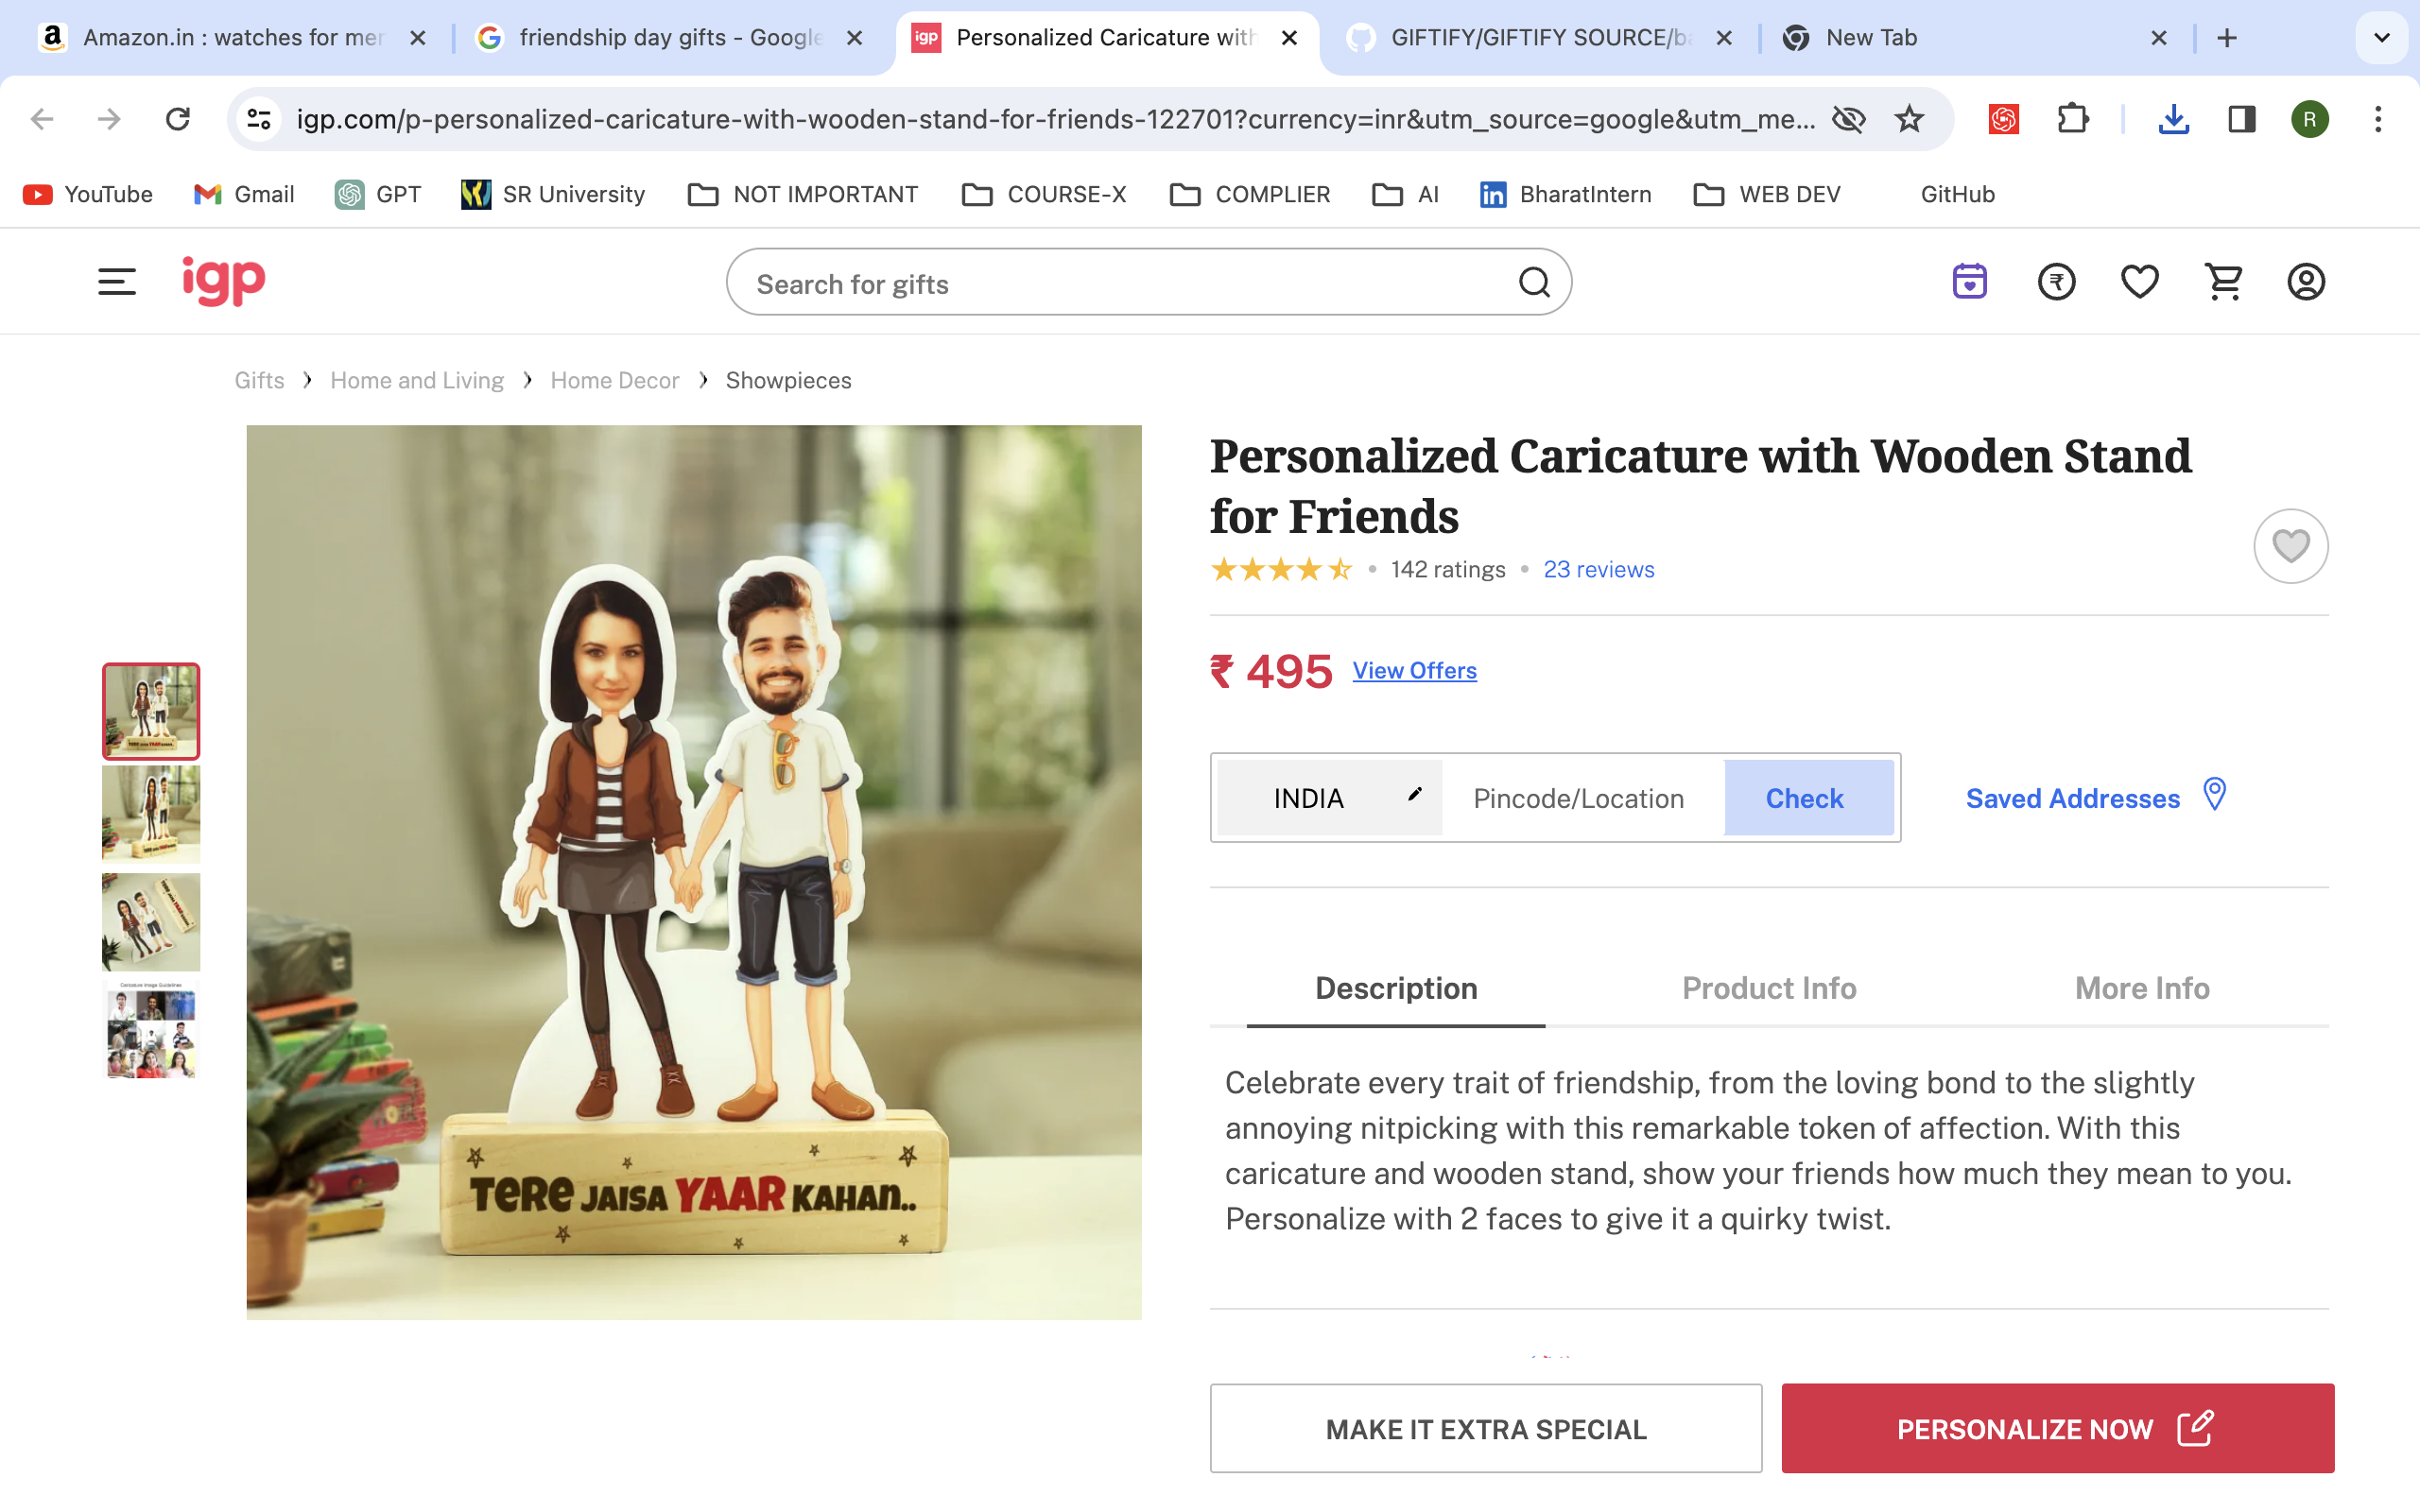 Amazon.in : watches for mer
friendship day gifts - Google
igp
Personalized Caricature with
GIFTIFY/GIFTIFY SOURCE/ba
New Tab
igp.com/p-personalized-caricature-with-wooden-stand-for-friends-122701?currency=inr&utm_source=google&utm_me...
R
YouTube
Gmail
GPT
SR University
NOT IMPORTANT
COURSE-X
COMPLIER
AI
BharatIntern
WEB DEV
GitHub
igp
Search for gifts
Gifts > Home and Living > Home Decor > Showpieces
Personalized Caricature with Wooden Stand
for Friends
142 ratings • 23 reviews
₹ 495 View Offers
INDIA
Pincode/Location
Check
Saved Addresses
Description
Product Info
More Info
Celebrate every trait of friendship, from the loving bond to the slightly
annoying nitpicking with this remarkable token of affection. With this
caricature and wooden stand, show your friends how much they mean to you.
Personalize with 2 faces to give it a quirky twist.
TERE JAISA YAAR KAHAN..
Caricature Image Guidelines
MAKE IT EXTRA SPECIAL
PERSONALIZE NOW